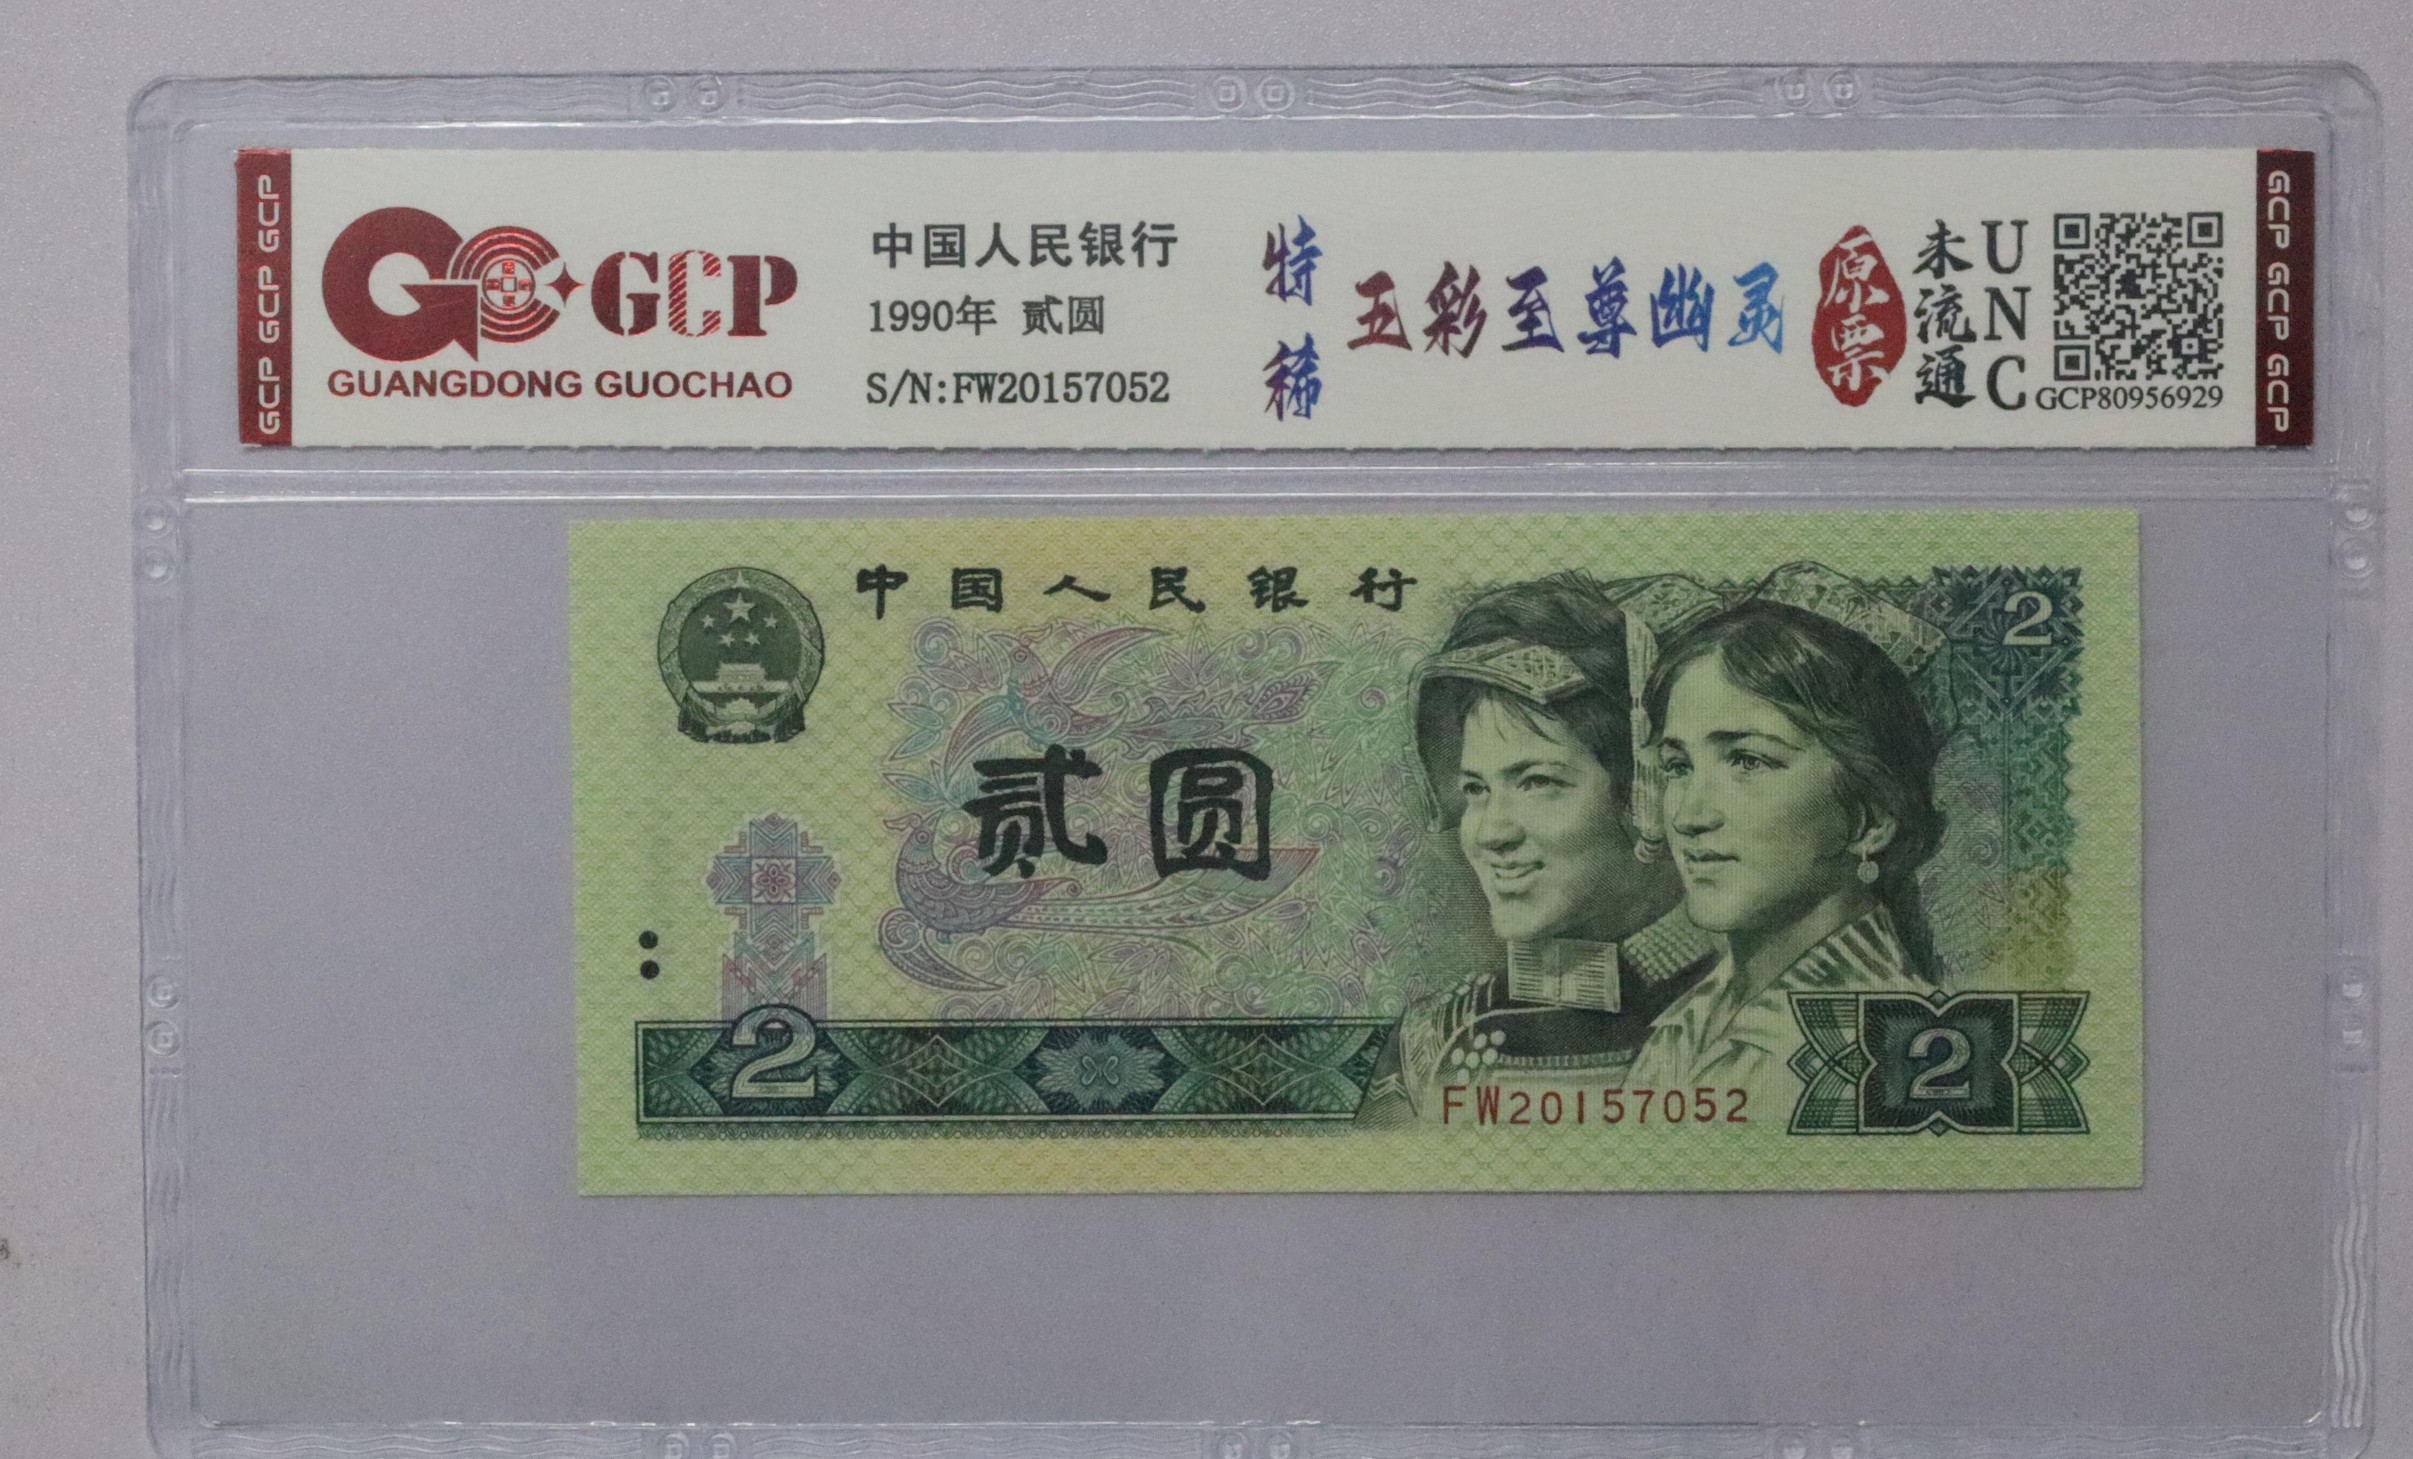 GCP GCP GCP
GCP
GUANGDONG GUOCHAO
中国人民银行
1990年 贰圆
S/N:FW20157052
特稀
五彩至尊幽灵
原票
未流通
UNC
GCP80956929
GCP GCP GCP
中国人民银行
2
贰圆
2
FW20157052
2